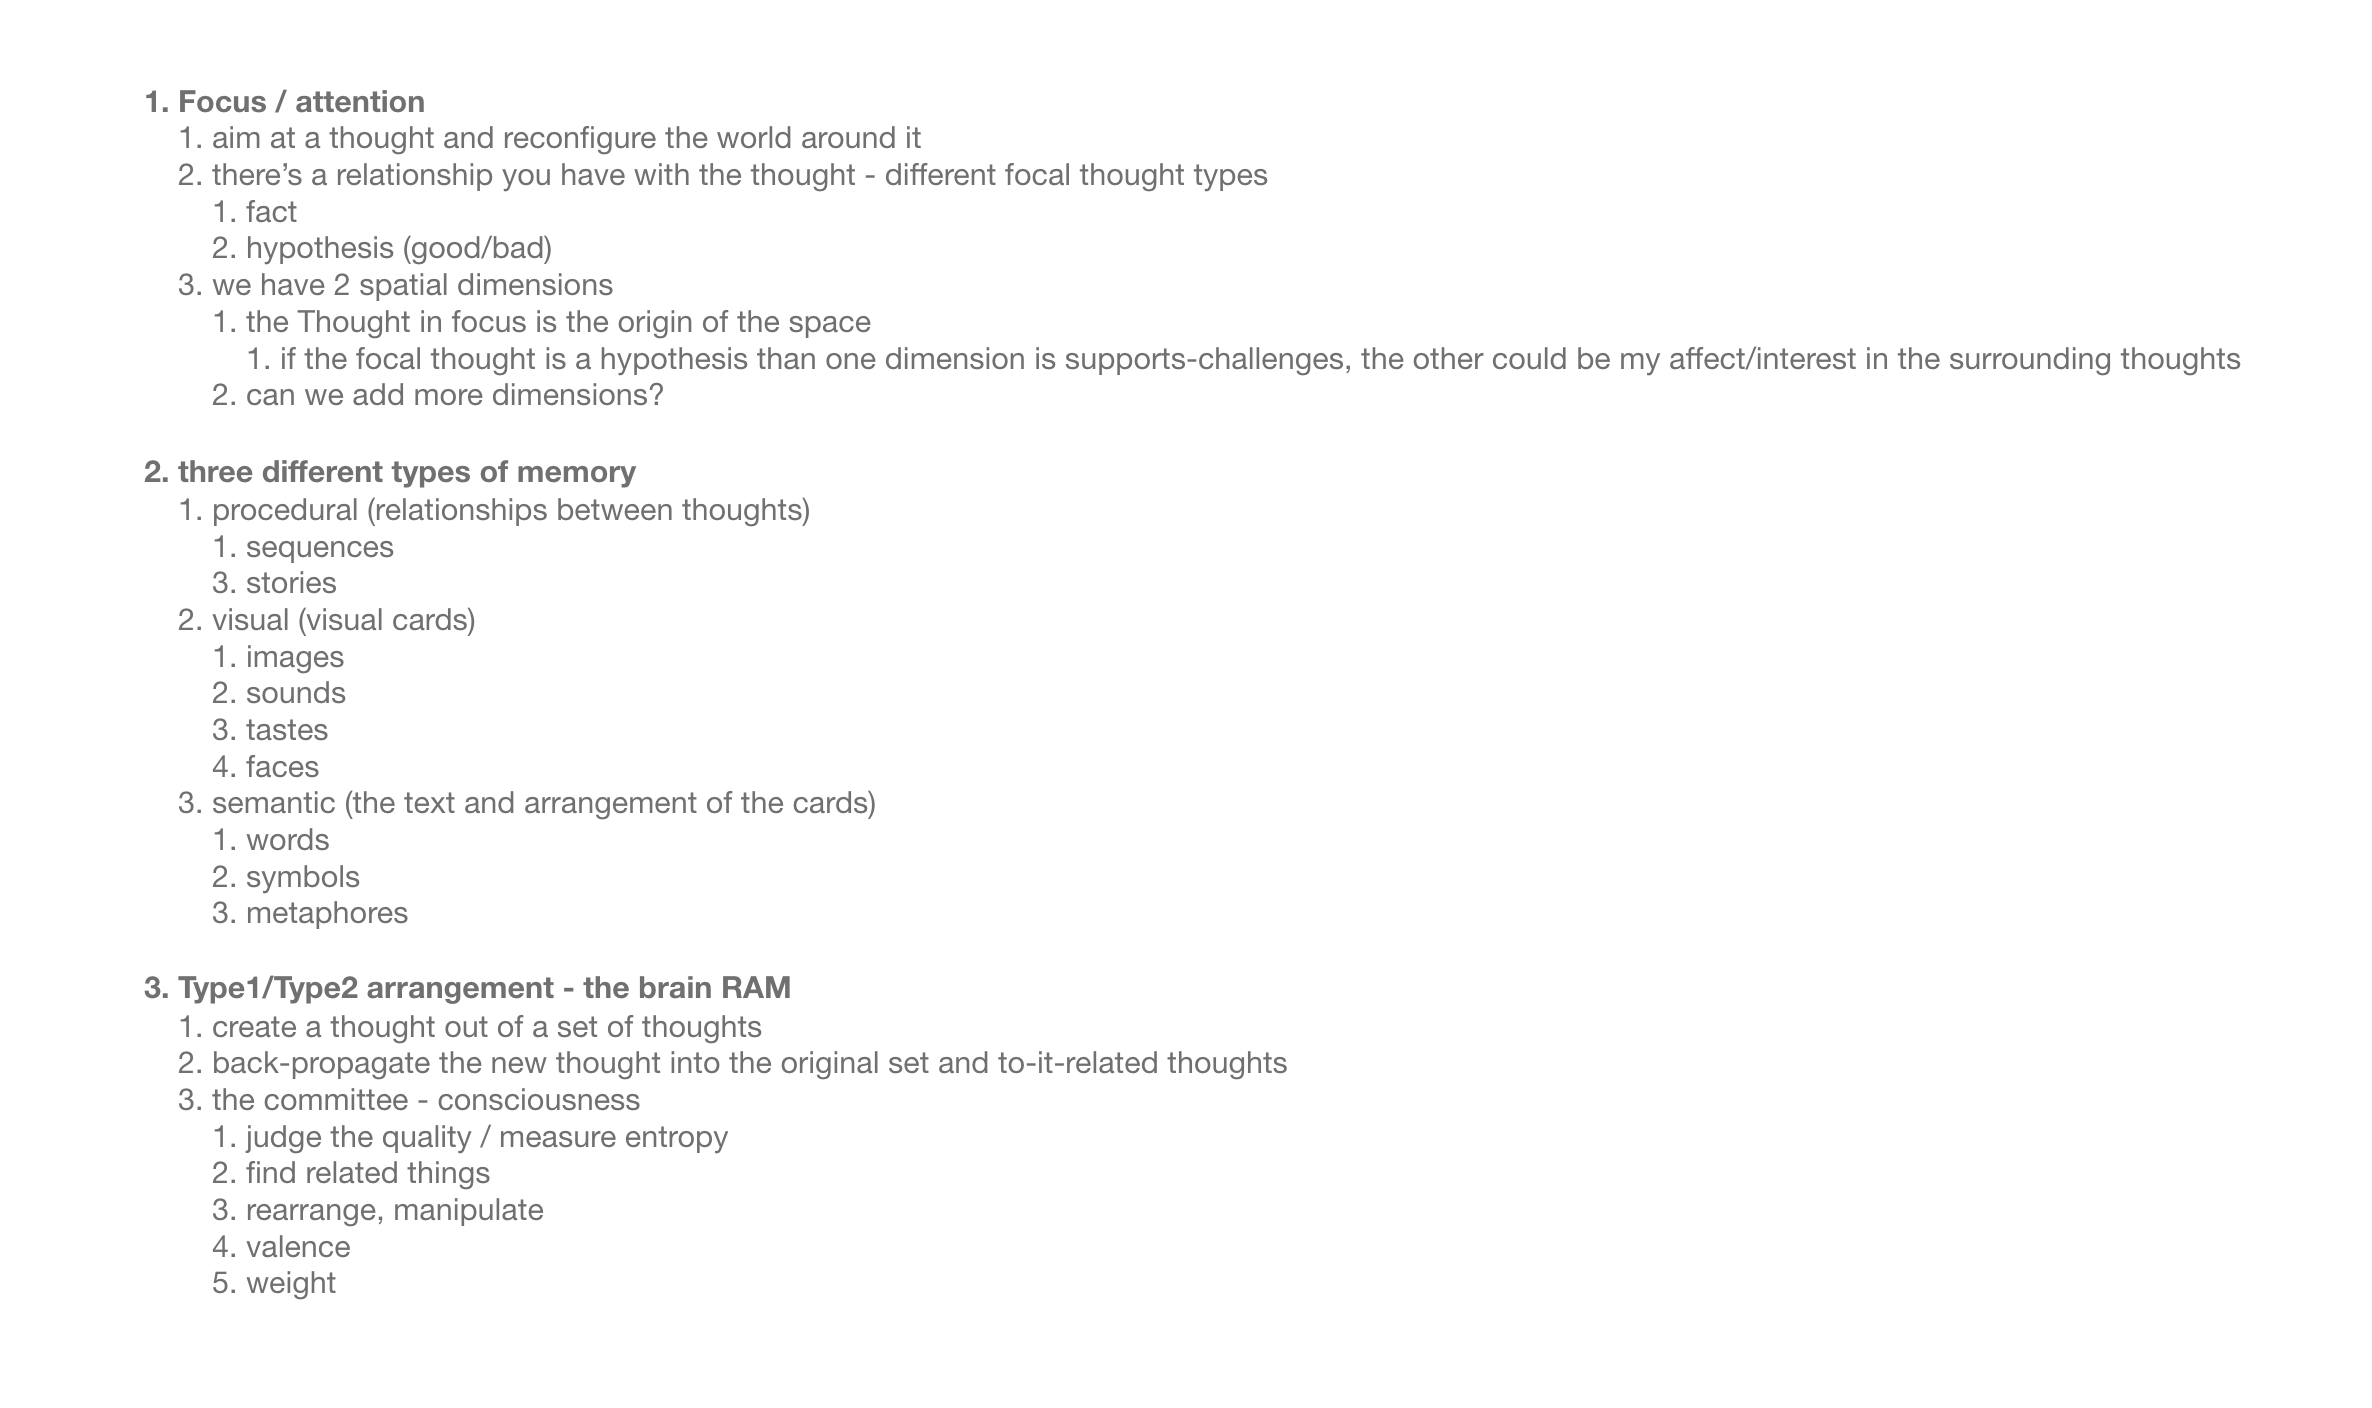 1. Focus / attention
1. aim at a thought and reconfigure the world around it
2. there’s a relationship you have with the thought - different focal thought types
1. fact
2. hypothesis (good/bad)
3. we have 2 spatial dimensions
1. the Thought in focus is the origin of the space
1. if the focal thought is a hypothesis than one dimension is supports-challenges, the other could be my affect/interest in the surrounding thoughts
2. can we add more dimensions?
2. three different types of memory
1. procedural (relationships between thoughts)
1. sequences
3. stories
2. visual (visual cards)
1. images
2. sounds
3. tastes
4. faces
3. semantic (the text and arrangement of the cards)
1. words
2. symbols
3. metaphores
3. Type1/Type2 arrangement - the brain RAM
1. create a thought out of a set of thoughts
2. back-propagate the new thought into the original set and to-it-related thoughts
3. the committee - consciousness
1. judge the quality / measure entropy
2. find related things
3. rearrange, manipulate
4. valence
5. weight